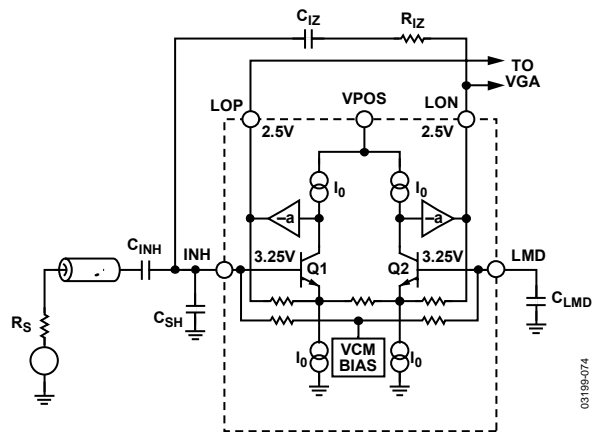 CIZ
RIZ
TO
VGA
LOP
VPOS
LON
2.5V
2.5V
I0
I0
–a
–a
CINH
INH
3.25V
Q1
3.25V
Q2
LMD
RS
CSH
CLMD
I0
VCM
BIAS
I0
03199-074